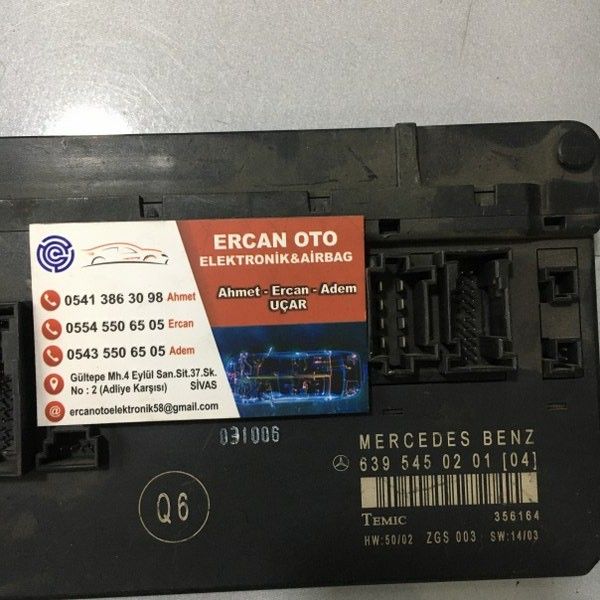 ERCAN OTO
ELEKTRONİK&AİRBAG
Ahmet - Ercan - Adem
UÇAR
0541 386 30 98 Ahmet
0554 550 65 05 Ercan
0543 550 65 05 Adem
Gültepe Mh.4 Eylül San.Sit.37.Sk.
No : 2 (Adliye Karşısı) SİVAS
ercanotoelektronik58@gmail.com
031006
Q6
MERCEDES BENZ
639 545 02 01 [04]
TEMIC 356164
HW:50/02 ZGS 003 SW:14/03